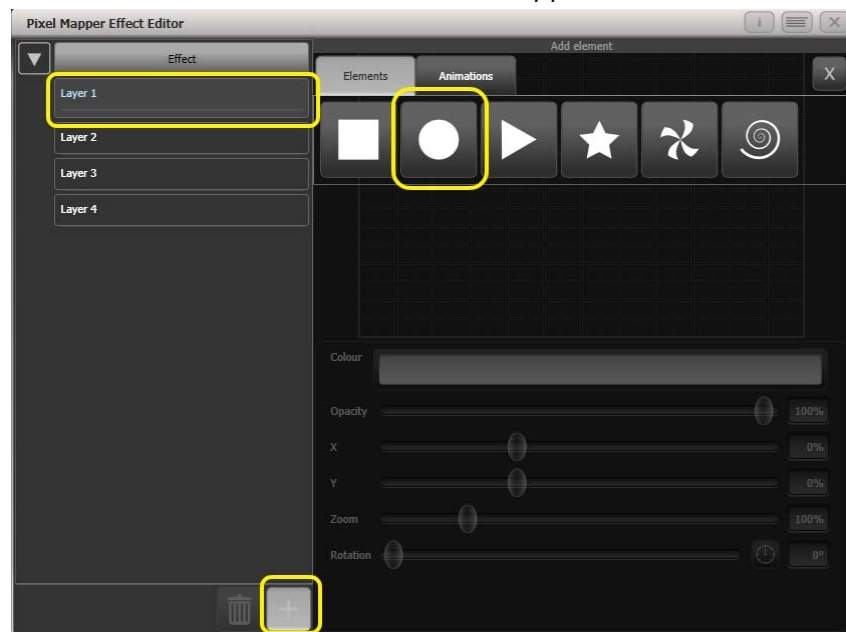 Pixel Mapper Effect Editor
i
X
Add element
Effect
Elements
Animations
X
Layer 1
Layer 2
Layer 3
Layer 4
Colour
Opacity
100%
X
0%
Y
0%
Zoom
100%
Rotation
0°
+